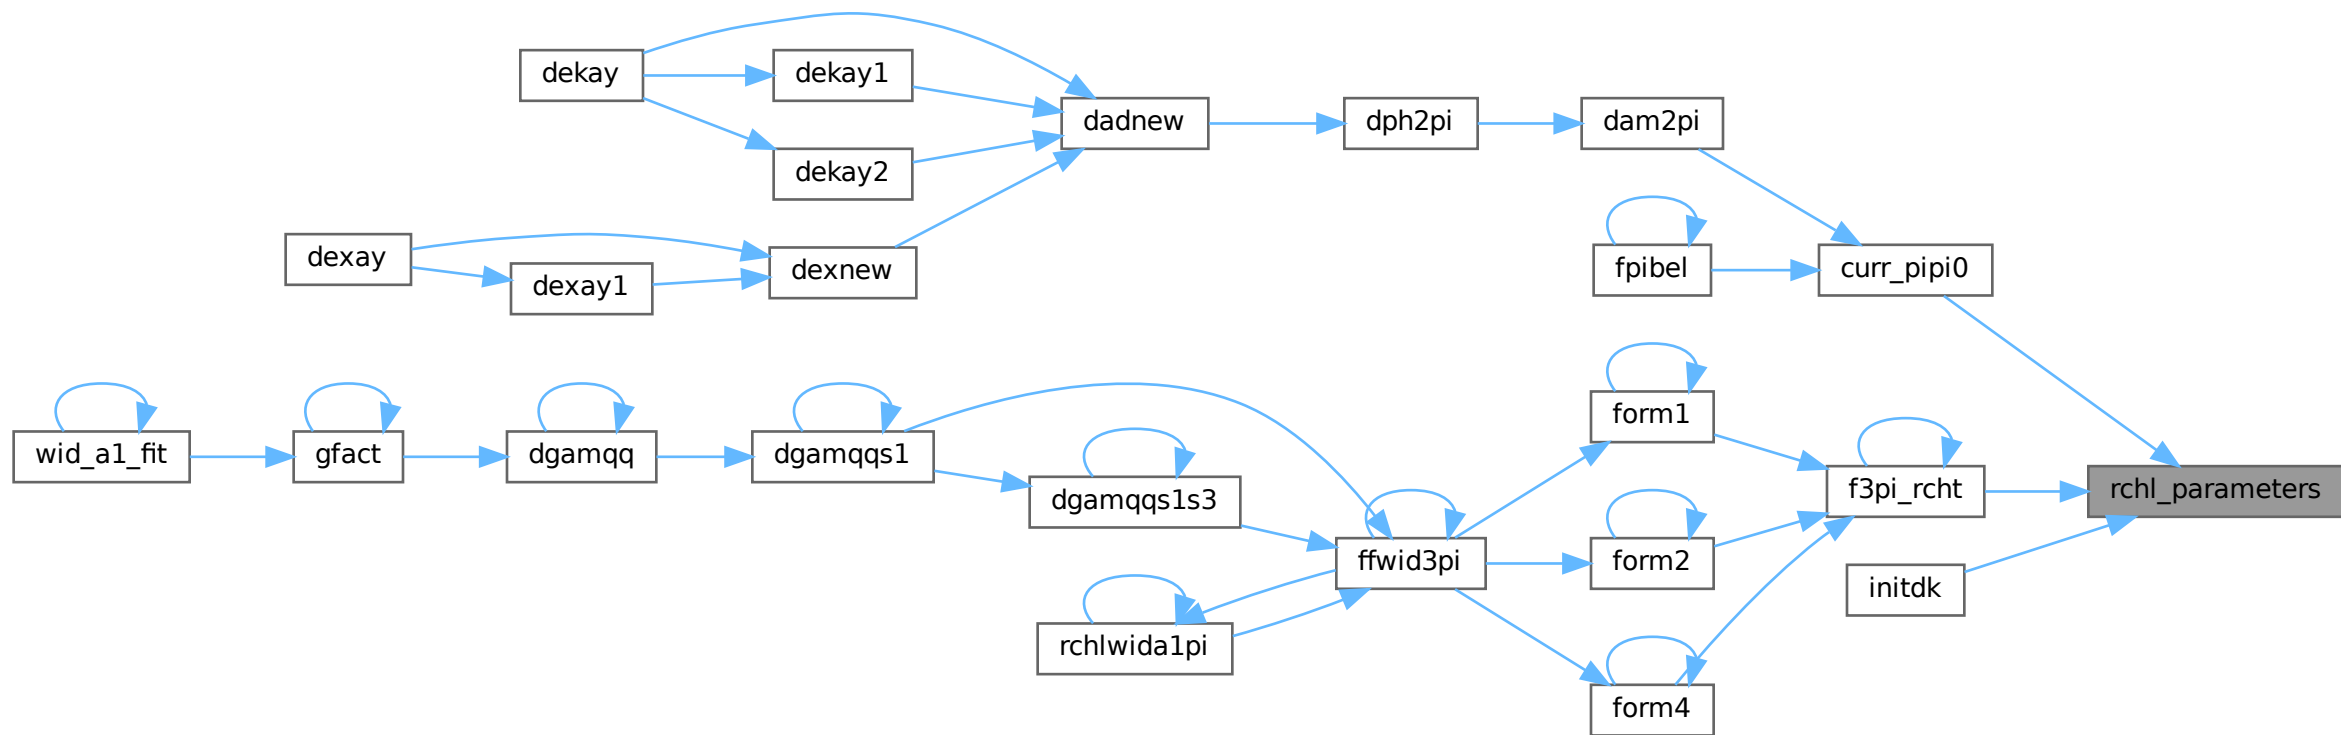 dekay
dekay1
dadnew
dph2pi
dam2pi
dekay2
dexay
dexay1
dexnew
fpibel
curr_pipi0
wid_a1_fit
gfact
dgamqq
dgamqqs1
dgamqqs1s3
form1
f3pi_rcht
rchl_parameters
ffwid3pi
form2
initdk
rchlwida1pi
form4